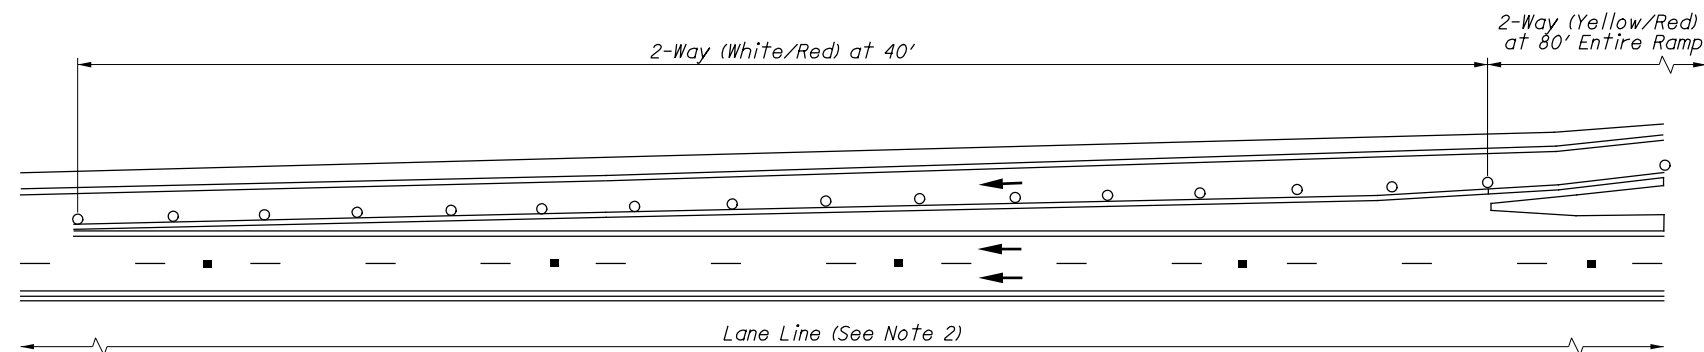 2-Way (White/Red) at 40'
2-Way (Yellow/Red)
at 80' Entire Ramp
Lane Line (See Note 2)